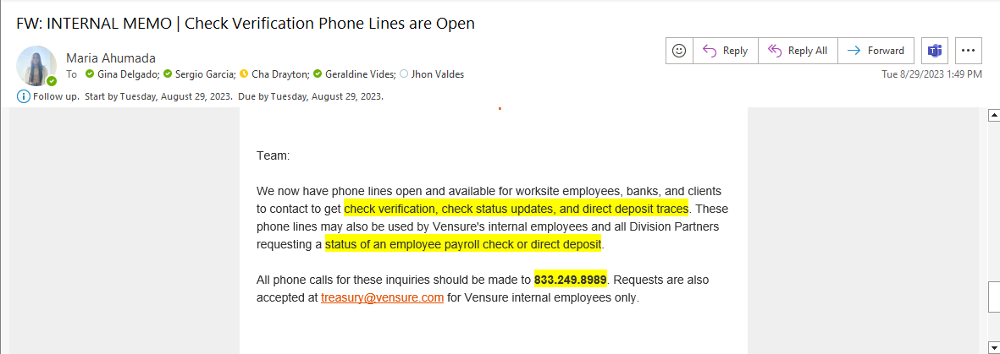 FW: INTERNAL MEMO | Check Verification Phone Lines are Open
Maria Ahumada
To Gina Delgado; Sergio Garcia; Cha Drayton; Geraldine Vides; Jhon Valdes
Reply
Reply All
Forward
Tue 8/29/2023 1:49 PM
Follow up. Start by Tuesday, August 29, 2023. Due by Tuesday, August 29, 2023.
Team:
We now have phone lines open and available for worksite employees, banks, and clients
to contact to get check verification, check status updates, and direct deposit traces. These
phone lines may also be used by Vensure's internal employees and all Division Partners
requesting a status of an employee payroll check or direct deposit.
All phone calls for these inquiries should be made to 833.249.8989. Requests are also
accepted at treasury@vensure.com for Vensure internal employees only.